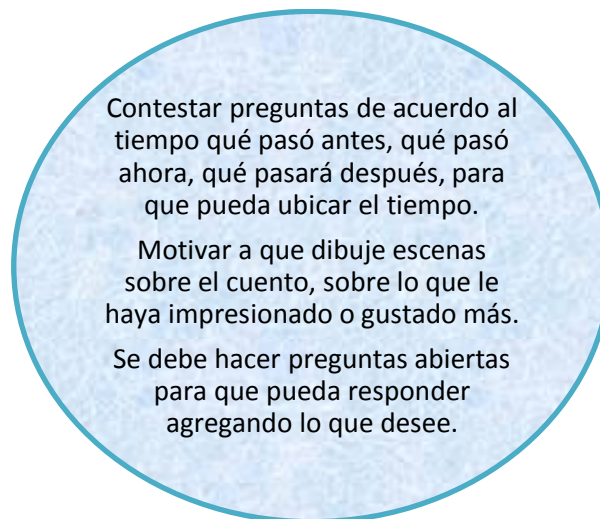 Contestar preguntas de acuerdo al
tiempo qué pasó antes, qué pasó
ahora, qué pasará después, para
que pueda ubicar el tiempo.
Motivar a que dibuje escenas
sobre el cuento, sobre lo que le
haya impresionado o gustado más.
Se debe hacer preguntas abiertas
para que pueda responder
agregando lo que desee.